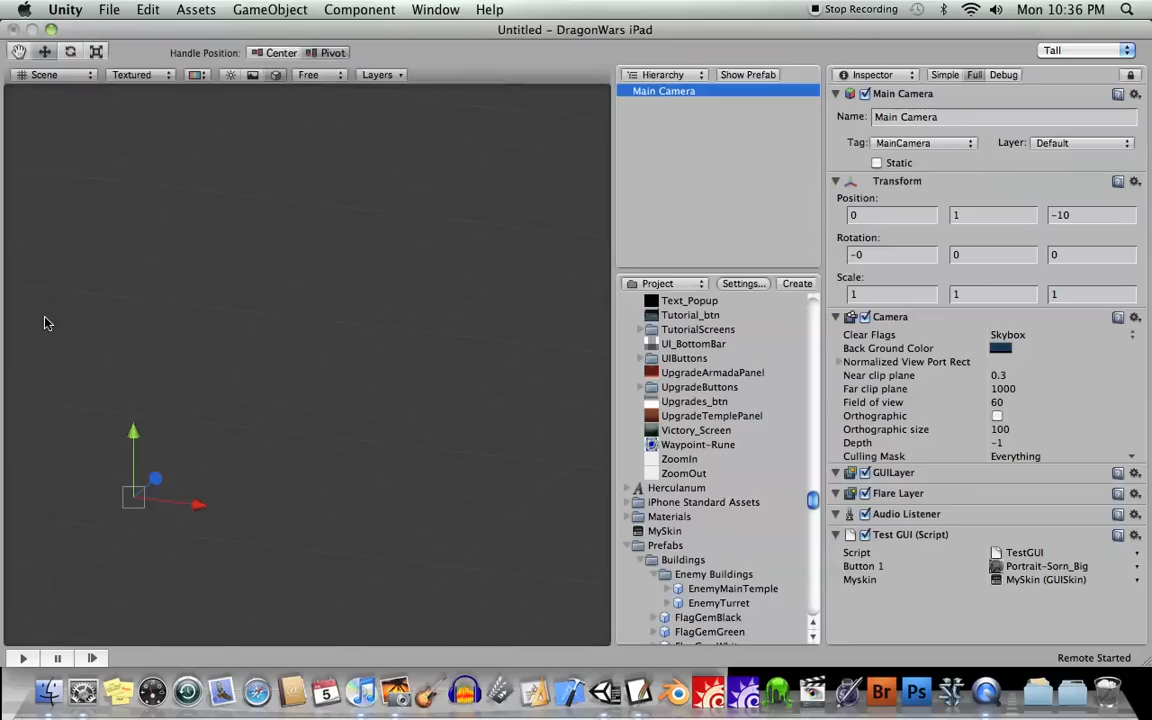 Unity File Edit Assets GameObject Component Window Help Stop Recording Mon 10:36 PM
Untitled – DragonWars iPad
Handle Position: Center Pivot Tall
Scene Textured Free Layers Hierarchy Show Prefab Inspector Simple Full Debug
Main Camera
Main Camera
Name: Main Camera
Tag: MainCamera Layer: Default
Static
Transform
Position:
0 1 -10
Rotation:
-0 0 0
Scale:
1 1 1
Camera
Clear Flags Skybox
Back Ground Color
Normalized View Port Rect
Near clip plane 0.3
Far clip plane 1000
Field of view 60
Orthographic
Orthographic size 100
Depth -1
Culling Mask Everything
GUILayer
Flare Layer
Audio Listener
Test GUI (Script)
Script TestGUI
Button 1 Portrait-Sorn_Big
Myskin MySkin (GUISkin)
Project Settings... Create
Text_Popup
Tutorial_btn
TutorialScreens
UI_BottomBar
UIButtons
UpgradeArmadaPanel
UpgradeButtons
Upgrades_btn
UpgradeTemplePanel
Victory_Screen
Waypoint-Rune
ZoomIn
ZoomOut
Herculanum
iPhone Standard Assets
Materials
MySkin
Prefabs
Buildings
Enemy Buildings
EnemyMainTemple
EnemyTurret
FlagGemBlack
FlagGemGreen
Remote Started
5
Br Ps